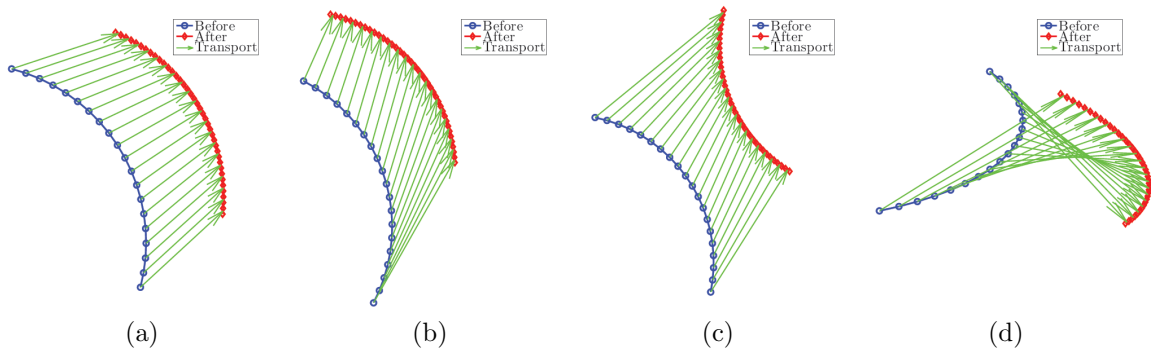 Before
After
Transport
Before
After
Transport
Before
After
Transport
Before
After
Transport
(a)
(b)
(c)
(d)